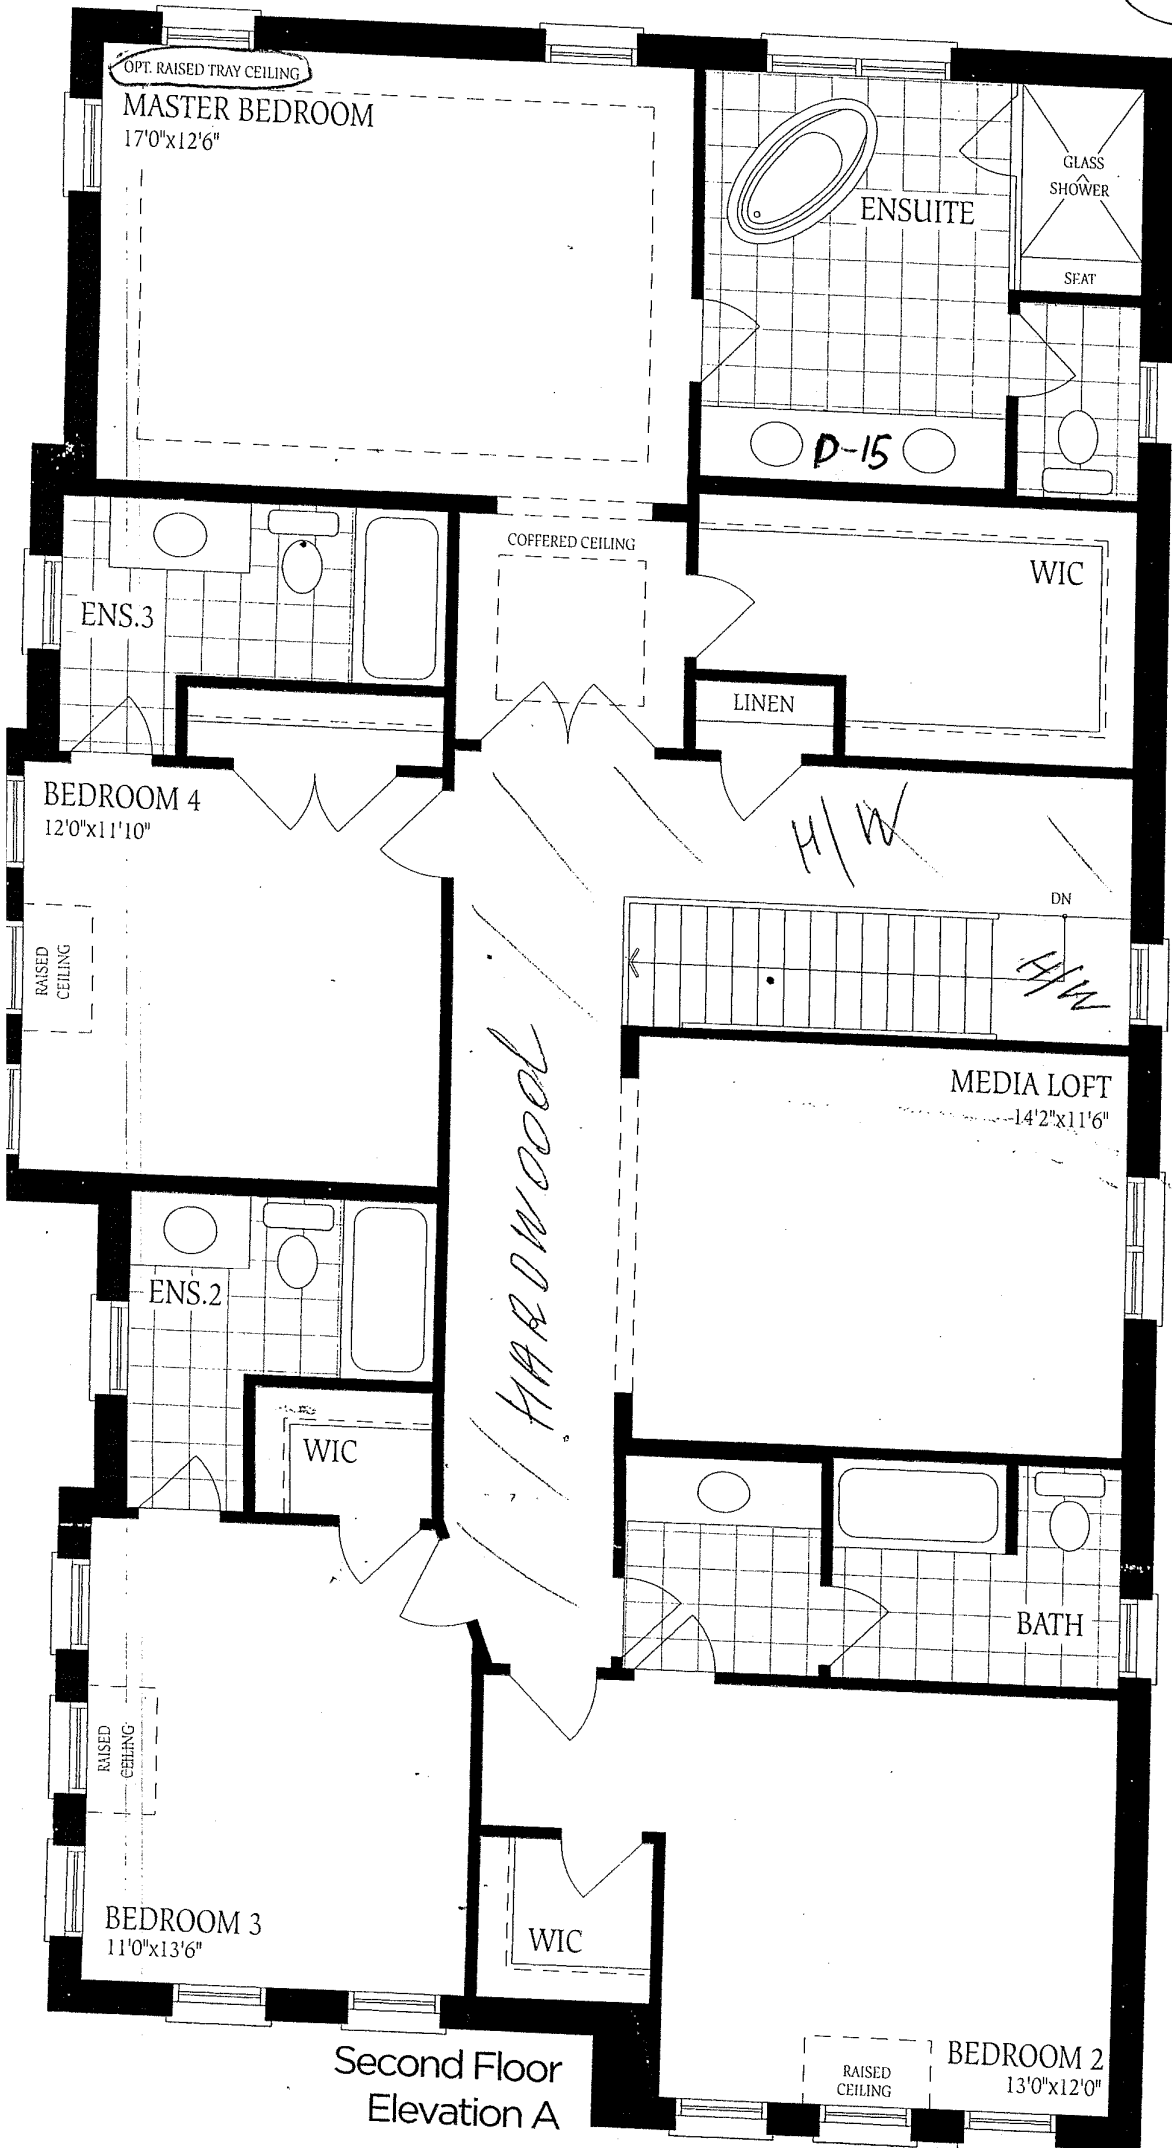 OPT. RAISED TRAY CEILING
MASTER BEDROOM
17'0"x12'6"
GLASS
SHOWER
ENSUITE
SEAT
D-15
COFFERED CEILING
WIC
ENS.3
LINEN
BEDROOM 4
12'0"x11'10"
H/W
DN
RAISED
CEILING
H/W
HARDWOOD
MEDIA LOFT
14'2"x11'6"
ENS.2
WIC
BATH
RAISED
CEILING
BEDROOM 3
11'0"x13'6"
WIC
BEDROOM 2
13'0"x12'0"
RAISED
CEILING
Second Floor
Elevation A